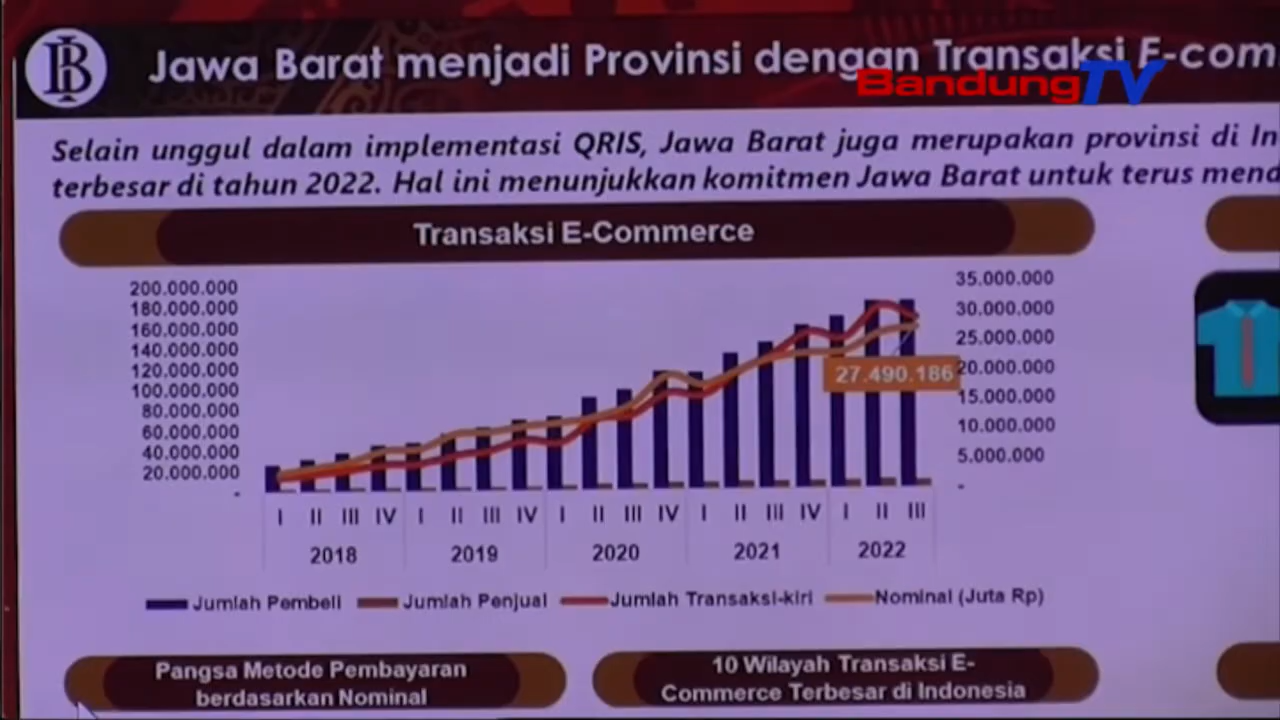 Jawa Barat menjadi Provinsi dengan Transaksi E-com
BandungTV
Selain unggul dalam implementasi QRIS, Jawa Barat juga merupakan provinsi di In
terbesar di tahun 2022. Hal ini menunjukkan komitmen Jawa Barat untuk terus mend
Transaksi E-Commerce
200.000.000
180.000.000
160.000.000
140.000.000
120.000.000
100.000.000
80.000.000
60.000.000
40.000.000
20.000.000
-
35.000.000
30.000.000
25.000.000
20.000.000
15.000.000
10.000.000
5.000.000
-
27.490.186
I II III IV I II III IV I II III IV I II III IV I II III
2018 2019 2020 2021 2022
Jumlah Pembeli Jumlah Penjual Jumlah Transaksi-kiri Nominal (Juta Rp)
Pangsa Metode Pembayaran
berdasarkan Nominal
10 Wilayah Transaksi E-
Commerce Terbesar di Indonesia